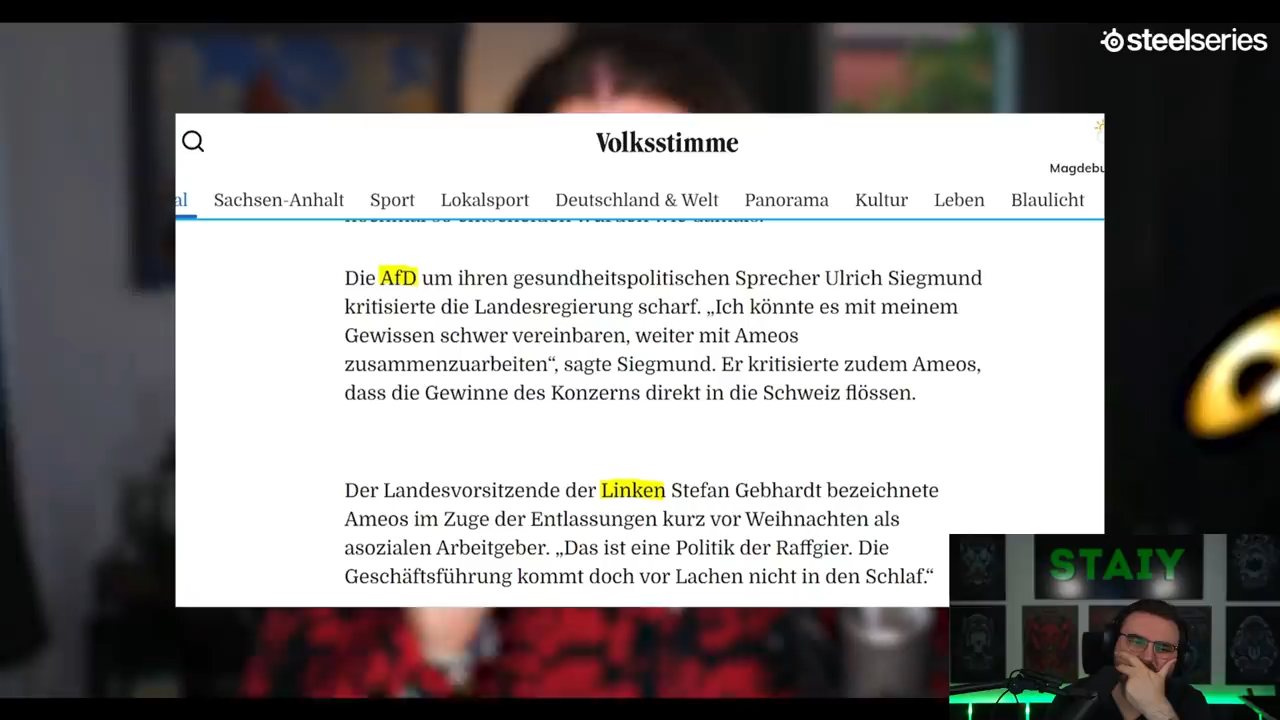 steelseries
Volksstimme
Magdebu
al Sachsen-Anhalt Sport Lokalsport Deutschland & Welt Panorama Kultur Leben Blaulicht
Die AfD um ihren gesundheitspolitischen Sprecher Ulrich Siegmund
kritisierte die Landesregierung scharf. „Ich könnte es mit meinem
Gewissen schwer vereinbaren, weiter mit Ameos
zusammenzuarbeiten“, sagte Siegmund. Er kritisierte zudem Ameos,
dass die Gewinne des Konzerns direkt in die Schweiz flössen.
Der Landesvorsitzende der Linken Stefan Gebhardt bezeichnete
Ameos im Zuge der Entlassungen kurz vor Weihnachten als
asozialen Arbeitgeber. „Das ist eine Politik der Raffgier. Die
Geschäftsführung kommt doch vor Lachen nicht in den Schlaf.“
STAIY